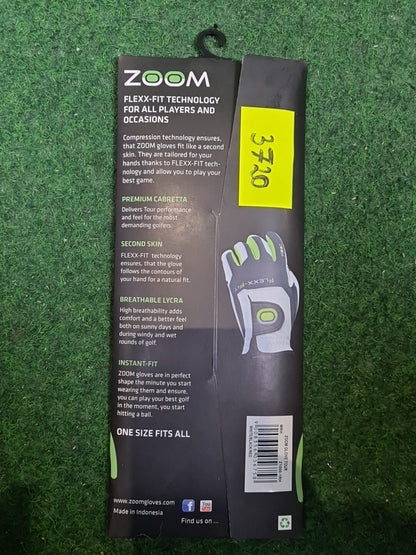 ZOOM
FLEXX-FIT TECHNOLOGY
FOR ALL PLAYERS AND
OCCASIONS
Compression technology ensures,
that ZOOM gloves fit like a second
skin. They are tailored for your
hands thanks to FLEXX-FIT tech-
nology and allow you to play your
best game.
PREMIUM CABRETTA
Delivers Tour performance
and feel for the most
demanding golfers.
SECOND SKIN
FLEXX-FIT technology
ensures, that the glove
follows the contours of
your hand for a natural fit.
BREATHABLE LYCRA
High breathability adds
comfort and a better feel
both on sunny days and
during windy and wet
rounds of golf.
INSTANT-FIT
ZOOM gloves are in perfect
shape the minute you start
wearing them and ensure,
you can play your best golf
in the moment, you start
hitting a ball.
ONE SIZE FITS ALL
www.zoomgloves.com
Made in Indonesia
f
You
Find us on ...
3720
FLEXX-FIT